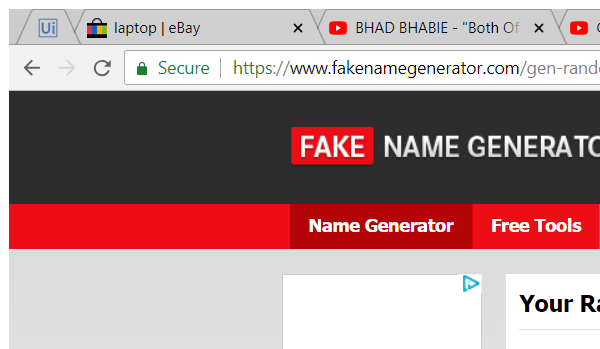 Ui laptop | eBay BHAD BHABIE - "Both Of
Secure https://www.fakenamegenerator.com/gen-rand
FAKE NAME GENERATO
Name Generator Free Tools
Your Ra